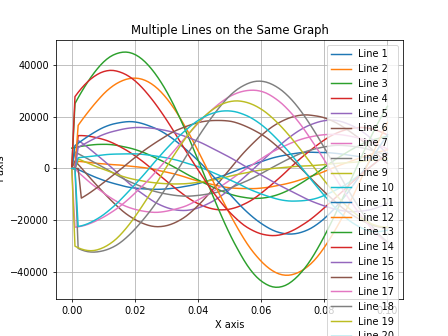 Multiple Lines on the Same Graph
40000
20000
0
−20000
−40000
0.00
0.02
0.04
0.06
X axis
Line 1
Line 2
Line 3
Line 4
Line 5
Line 6
Line 7
Line 8
Line 9
Line 10
Line 11
Line 12
Line 13
Line 14
Line 15
Line 16
Line 17
Line 18
Line 19
Line 20